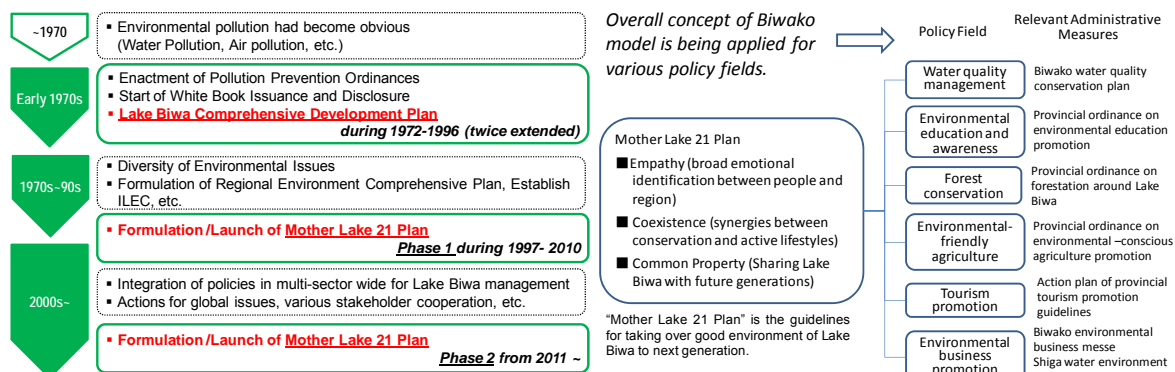 ~1970
▪ Environmental pollution had become obvious
(Water Pollution, Air pollution, etc.)
Early 1970s
▪ Enactment of Pollution Prevention Ordinances
▪ Start of White Book Issuance and Disclosure
▪ Lake Biwa Comprehensive Development Plan
during 1972-1996 (twice extended)
1970s~90s
▪ Diversity of Environmental Issues
▪ Formulation of Regional Environment Comprehensive Plan, Establish
ILEC, etc.
▪ Formulation /Launch of Mother Lake 21 Plan
Phase 1 during 1997- 2010
2000s~
▪ Integration of policies in multi-sector wide for Lake Biwa management
▪ Actions for global issues, various stakeholder cooperation, etc.
▪ Formulation/Launch of Mother Lake 21 Plan
Phase 2 from 2011 ~
Overall concept of Biwako
model is being applied for
various policy fields.
Mother Lake 21 Plan
■ Empathy (broad emotional
identification between people and
region)
■ Coexistence (synergies between
conservation and active lifestyles)
■ Common Property (Sharing Lake
Biwa with future generations)
“Mother Lake 21 Plan” is the guidelines
for taking over good environment of Lake
Biwa to next generation.
Policy Field
Relevant Administrative
Measures
Water quality
management
Biwako water quality
conservation plan
Environmental
education and
awareness
Provincial ordinance on
environmental education
promotion
Forest
conservation
Provincial ordinance on
forestation around Lake
Biwa
Environmental-
friendly
agriculture
Provincial ordinance on
environmental –conscious
agriculture promotion
Tourism
promotion
Action plan of provincial
tourism promotion
guidelines
Environmental
business
promotion
Biwako environmental
business messe
Shiga water environment